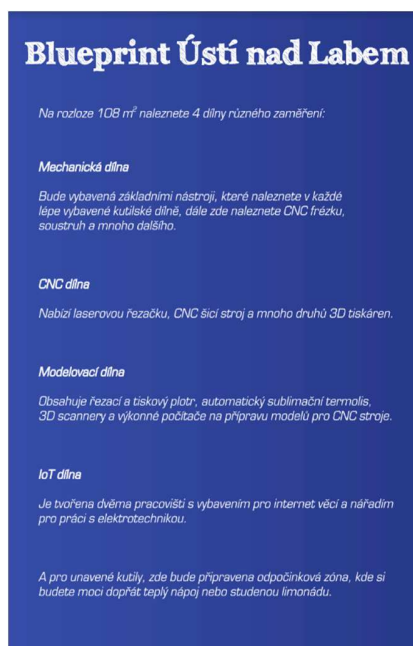 Blueprint Ústí nad Labem
Na rozloze 108 m² naleznete 4 dílny různého zaměření:
Mechanická dílna
Bude vybavená základními nástroji, které naleznete v každé
lépe vybavené kutilské dílně, dále zde naleznete CNC frézku,
soustruh a mnoho dalšího.
CNC dílna
Nabízí laserovou řezačku, CNC šicí stroj a mnoho druhů 3D tiskáren.
Modelovací dílna
Obsahuje řezací a tiskový plotr, automatický sublimační termolis,
3D scannery a výkonné počítače na přípravu modelů pro CNC stroje.
IoT dílna
Je tvořena dvěma pracovišti s vybavením pro internet věcí a nářadím
pro práci s elektrotechnikou.
A pro unavené kutily, zde bude připravena odpočinková zóna, kde si
budete moci dopřát teplý nápoj nebo studenou limonádu.